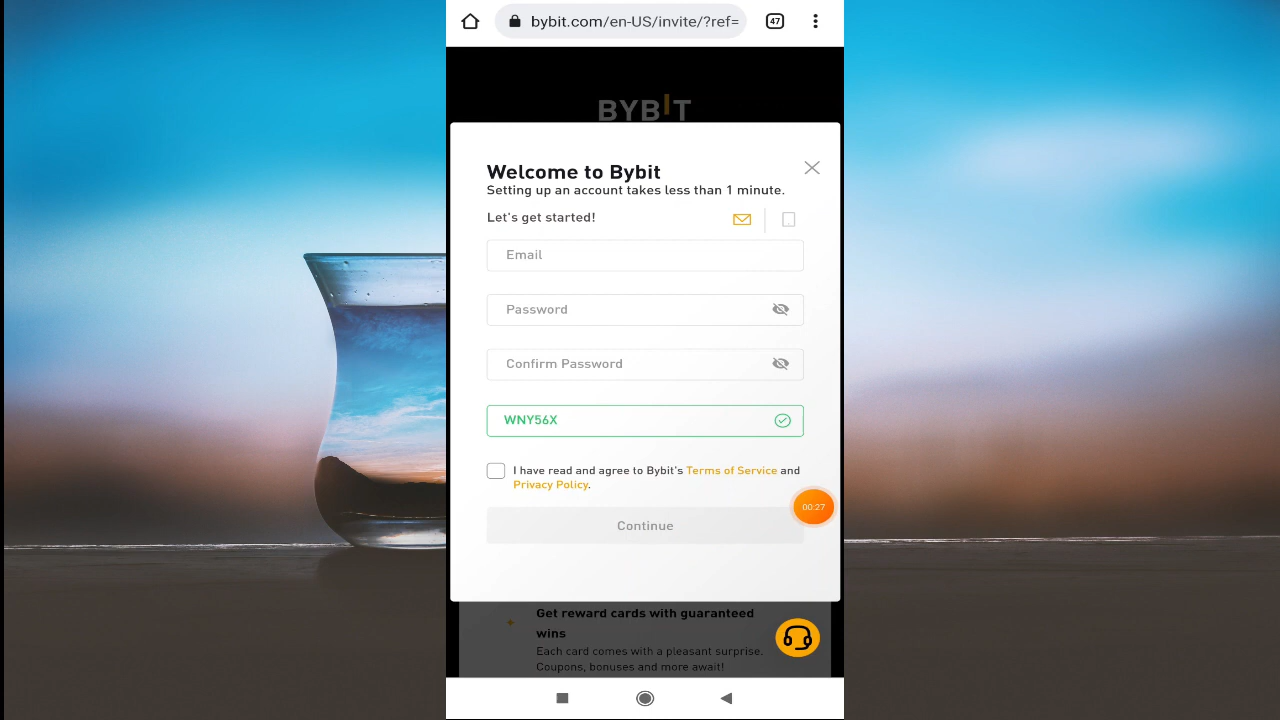 bybit.com/en-US/invite/?ref=
47
BYBIT
Welcome to Bybit
Setting up an account takes less than 1 minute.
Let's get started!
Email
Password
Confirm Password
WNY56X
I have read and agree to Bybit's Terms of Service and
Privacy Policy.
00:27
Continue
Get reward cards with guaranteed
wins
Each card comes with a pleasant surprise.
Coupons, bonuses and more await!